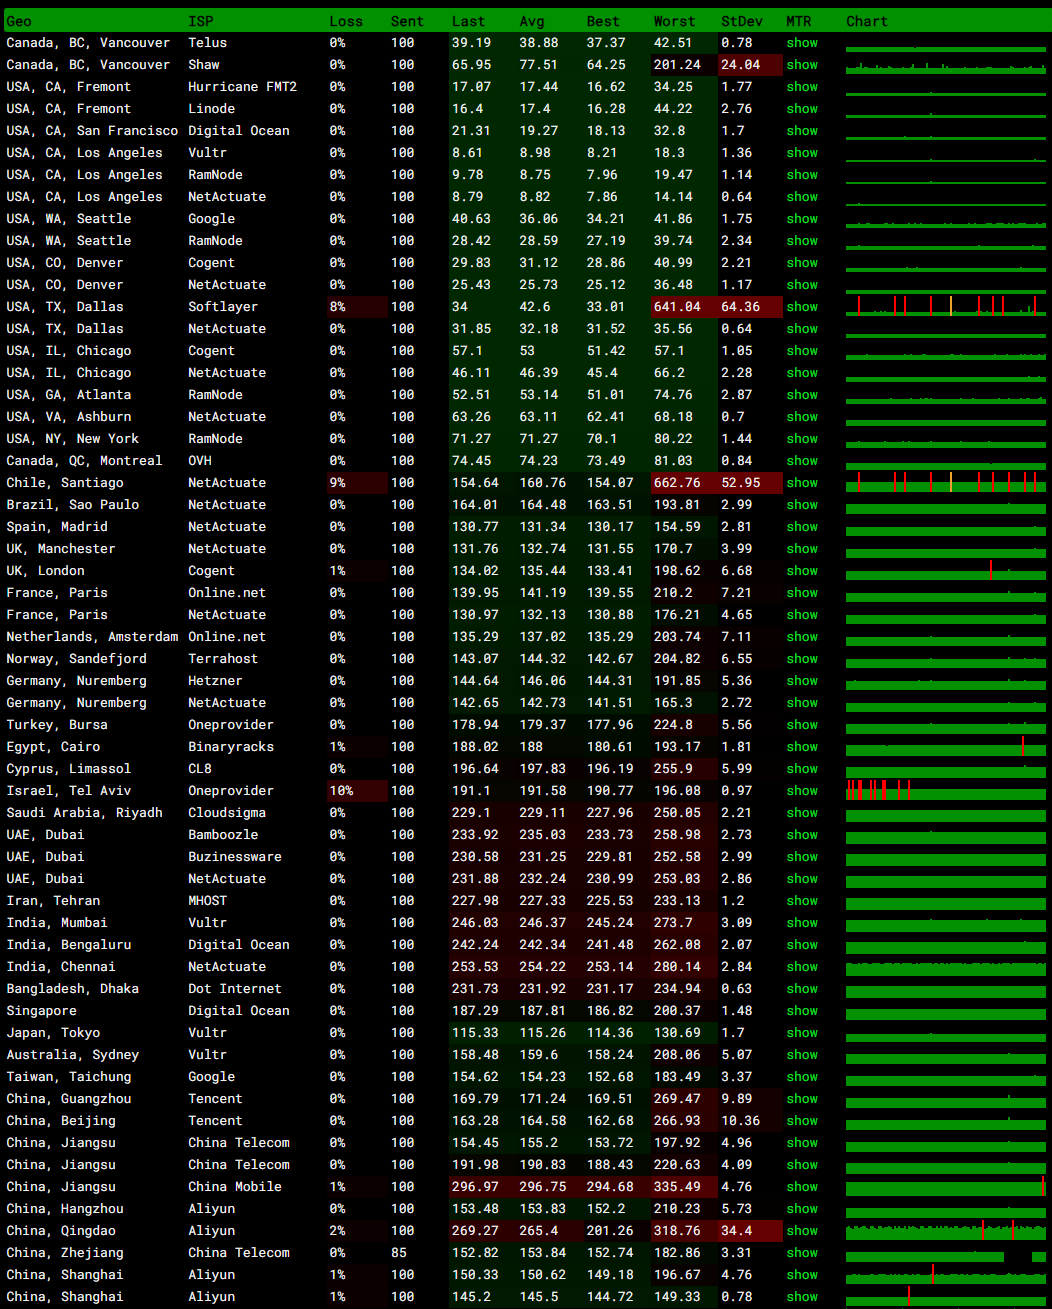 Geo ISP Loss Sent Last Avg Best Worst StDev MTR Chart
Canada, BC, Vancouver Telus 0% 100 39.19 38.88 37.37 42.51 0.78 show
Canada, BC, Vancouver Shaw 0% 100 65.95 77.51 64.25 201.24 24.04 show
USA, CA, Fremont Hurricane FMT2 0% 100 17.07 17.44 16.62 34.25 1.77 show
USA, CA, Fremont Linode 0% 100 16.4 17.4 16.28 44.22 2.76 show
USA, CA, San Francisco Digital Ocean 0% 100 21.31 19.27 18.13 32.8 1.7 show
USA, CA, Los Angeles Vultr 0% 100 8.61 8.98 8.21 18.3 1.36 show
USA, CA, Los Angeles RamNode 0% 100 9.78 8.75 7.96 19.47 1.14 show
USA, CA, Los Angeles NetActuate 0% 100 8.79 8.82 7.86 14.14 0.64 show
USA, WA, Seattle Google 0% 100 40.63 36.06 34.21 41.86 1.75 show
USA, WA, Seattle RamNode 0% 100 28.42 28.59 27.19 39.74 2.34 show
USA, CO, Denver Cogent 0% 100 29.83 31.12 28.86 40.99 2.21 show
USA, CO, Denver NetActuate 0% 100 25.43 25.73 25.12 36.48 1.17 show
USA, TX, Dallas Softlayer 8% 100 34 42.6 33.01 641.04 64.36 show
USA, TX, Dallas NetActuate 0% 100 31.85 32.18 31.52 35.56 0.64 show
USA, IL, Chicago Cogent 0% 100 57.1 53 51.42 57.1 1.05 show
USA, IL, Chicago NetActuate 0% 100 46.11 46.39 45.4 66.2 2.28 show
USA, GA, Atlanta RamNode 0% 100 52.51 53.14 51.01 74.76 2.87 show
USA, VA, Ashburn NetActuate 0% 100 63.26 63.11 62.41 68.18 0.7 show
USA, NY, New York RamNode 0% 100 71.27 71.27 70.1 80.22 1.44 show
Canada, QC, Montreal OVH 0% 100 74.45 74.23 73.49 81.03 0.84 show
Chile, Santiago NetActuate 9% 100 154.64 160.76 154.07 662.76 52.95 show
Brazil, Sao Paulo NetActuate 0% 100 164.01 164.48 163.51 193.81 2.99 show
Spain, Madrid NetActuate 0% 100 130.77 131.34 130.17 154.59 2.81 show
UK, Manchester NetActuate 0% 100 131.76 132.74 131.55 170.7 3.99 show
UK, London Cogent 1% 100 134.02 135.44 133.41 198.62 6.68 show
France, Paris Online.net 0% 100 139.95 141.19 139.55 210.2 7.21 show
France, Paris NetActuate 0% 100 130.97 132.13 130.88 176.21 4.65 show
Netherlands, Amsterdam Online.net 0% 100 135.29 137.02 135.29 203.74 7.11 show
Norway, Sandefjord Terrahost 0% 100 143.07 144.32 142.67 204.82 6.55 show
Germany, Nuremberg Hetzner 0% 100 144.64 146.06 144.31 191.85 5.36 show
Germany, Nuremberg NetActuate 0% 100 142.65 142.73 141.51 165.3 2.72 show
Turkey, Bursa Oneprovider 0% 100 178.94 179.37 177.96 224.8 5.56 show
Egypt, Cairo Binaryracks 1% 100 188.02 188 180.61 193.17 1.81 show
Cyprus, Limassol CL8 0% 100 196.64 197.83 196.19 255.9 5.99 show
Israel, Tel Aviv Oneprovider 10% 100 191.1 191.58 190.77 196.08 0.97 show
Saudi Arabia, Riyadh Cloudsigma 0% 100 229.1 229.11 227.96 250.05 2.21 show
UAE, Dubai Bamboozle 0% 100 233.92 235.03 233.73 258.98 2.73 show
UAE, Dubai Buzinessware 0% 100 230.58 231.25 229.81 252.58 2.99 show
UAE, Dubai NetActuate 0% 100 231.88 232.24 230.99 253.03 2.86 show
Iran, Tehran MHOST 0% 100 227.98 227.33 225.53 233.13 1.2 show
India, Mumbai Vultr 0% 100 246.03 246.37 245.24 273.7 3.09 show
India, Bengaluru Digital Ocean 0% 100 242.24 242.34 241.48 262.08 2.07 show
India, Chennai NetActuate 0% 100 253.53 254.22 253.14 280.14 2.84 show
Bangladesh, Dhaka Dot Internet 0% 100 231.73 231.92 231.17 234.94 0.63 show
Singapore Digital Ocean 0% 100 187.29 187.81 186.82 200.37 1.48 show
Japan, Tokyo Vultr 0% 100 115.33 115.26 114.36 130.69 1.7 show
Australia, Sydney Vultr 0% 100 158.48 159.6 158.24 208.06 5.07 show
Taiwan, Taichung Google 0% 100 154.62 154.23 152.68 183.49 3.37 show
China, Guangzhou Tencent 0% 100 169.79 171.24 169.51 269.47 9.89 show
China, Beijing Tencent 0% 100 163.28 164.58 162.68 266.93 10.36 show
China, Jiangsu China Telecom 0% 100 154.45 155.2 153.72 197.92 4.96 show
China, Jiangsu China Telecom 0% 100 191.98 190.83 188.43 220.63 4.09 show
China, Jiangsu China Mobile 1% 100 296.97 296.75 294.68 335.49 4.76 show
China, Hangzhou Aliyun 0% 100 153.48 153.83 152.2 210.23 5.73 show
China, Qingdao Aliyun 2% 100 269.27 265.4 201.26 318.76 34.4 show
China, Zhejiang China Telecom 0% 85 152.82 153.84 152.74 182.86 3.31 show
China, Shanghai Aliyun 1% 100 150.33 150.62 149.18 196.67 4.76 show
China, Shanghai Aliyun 1% 100 145.2 145.5 144.72 149.33 0.78 show